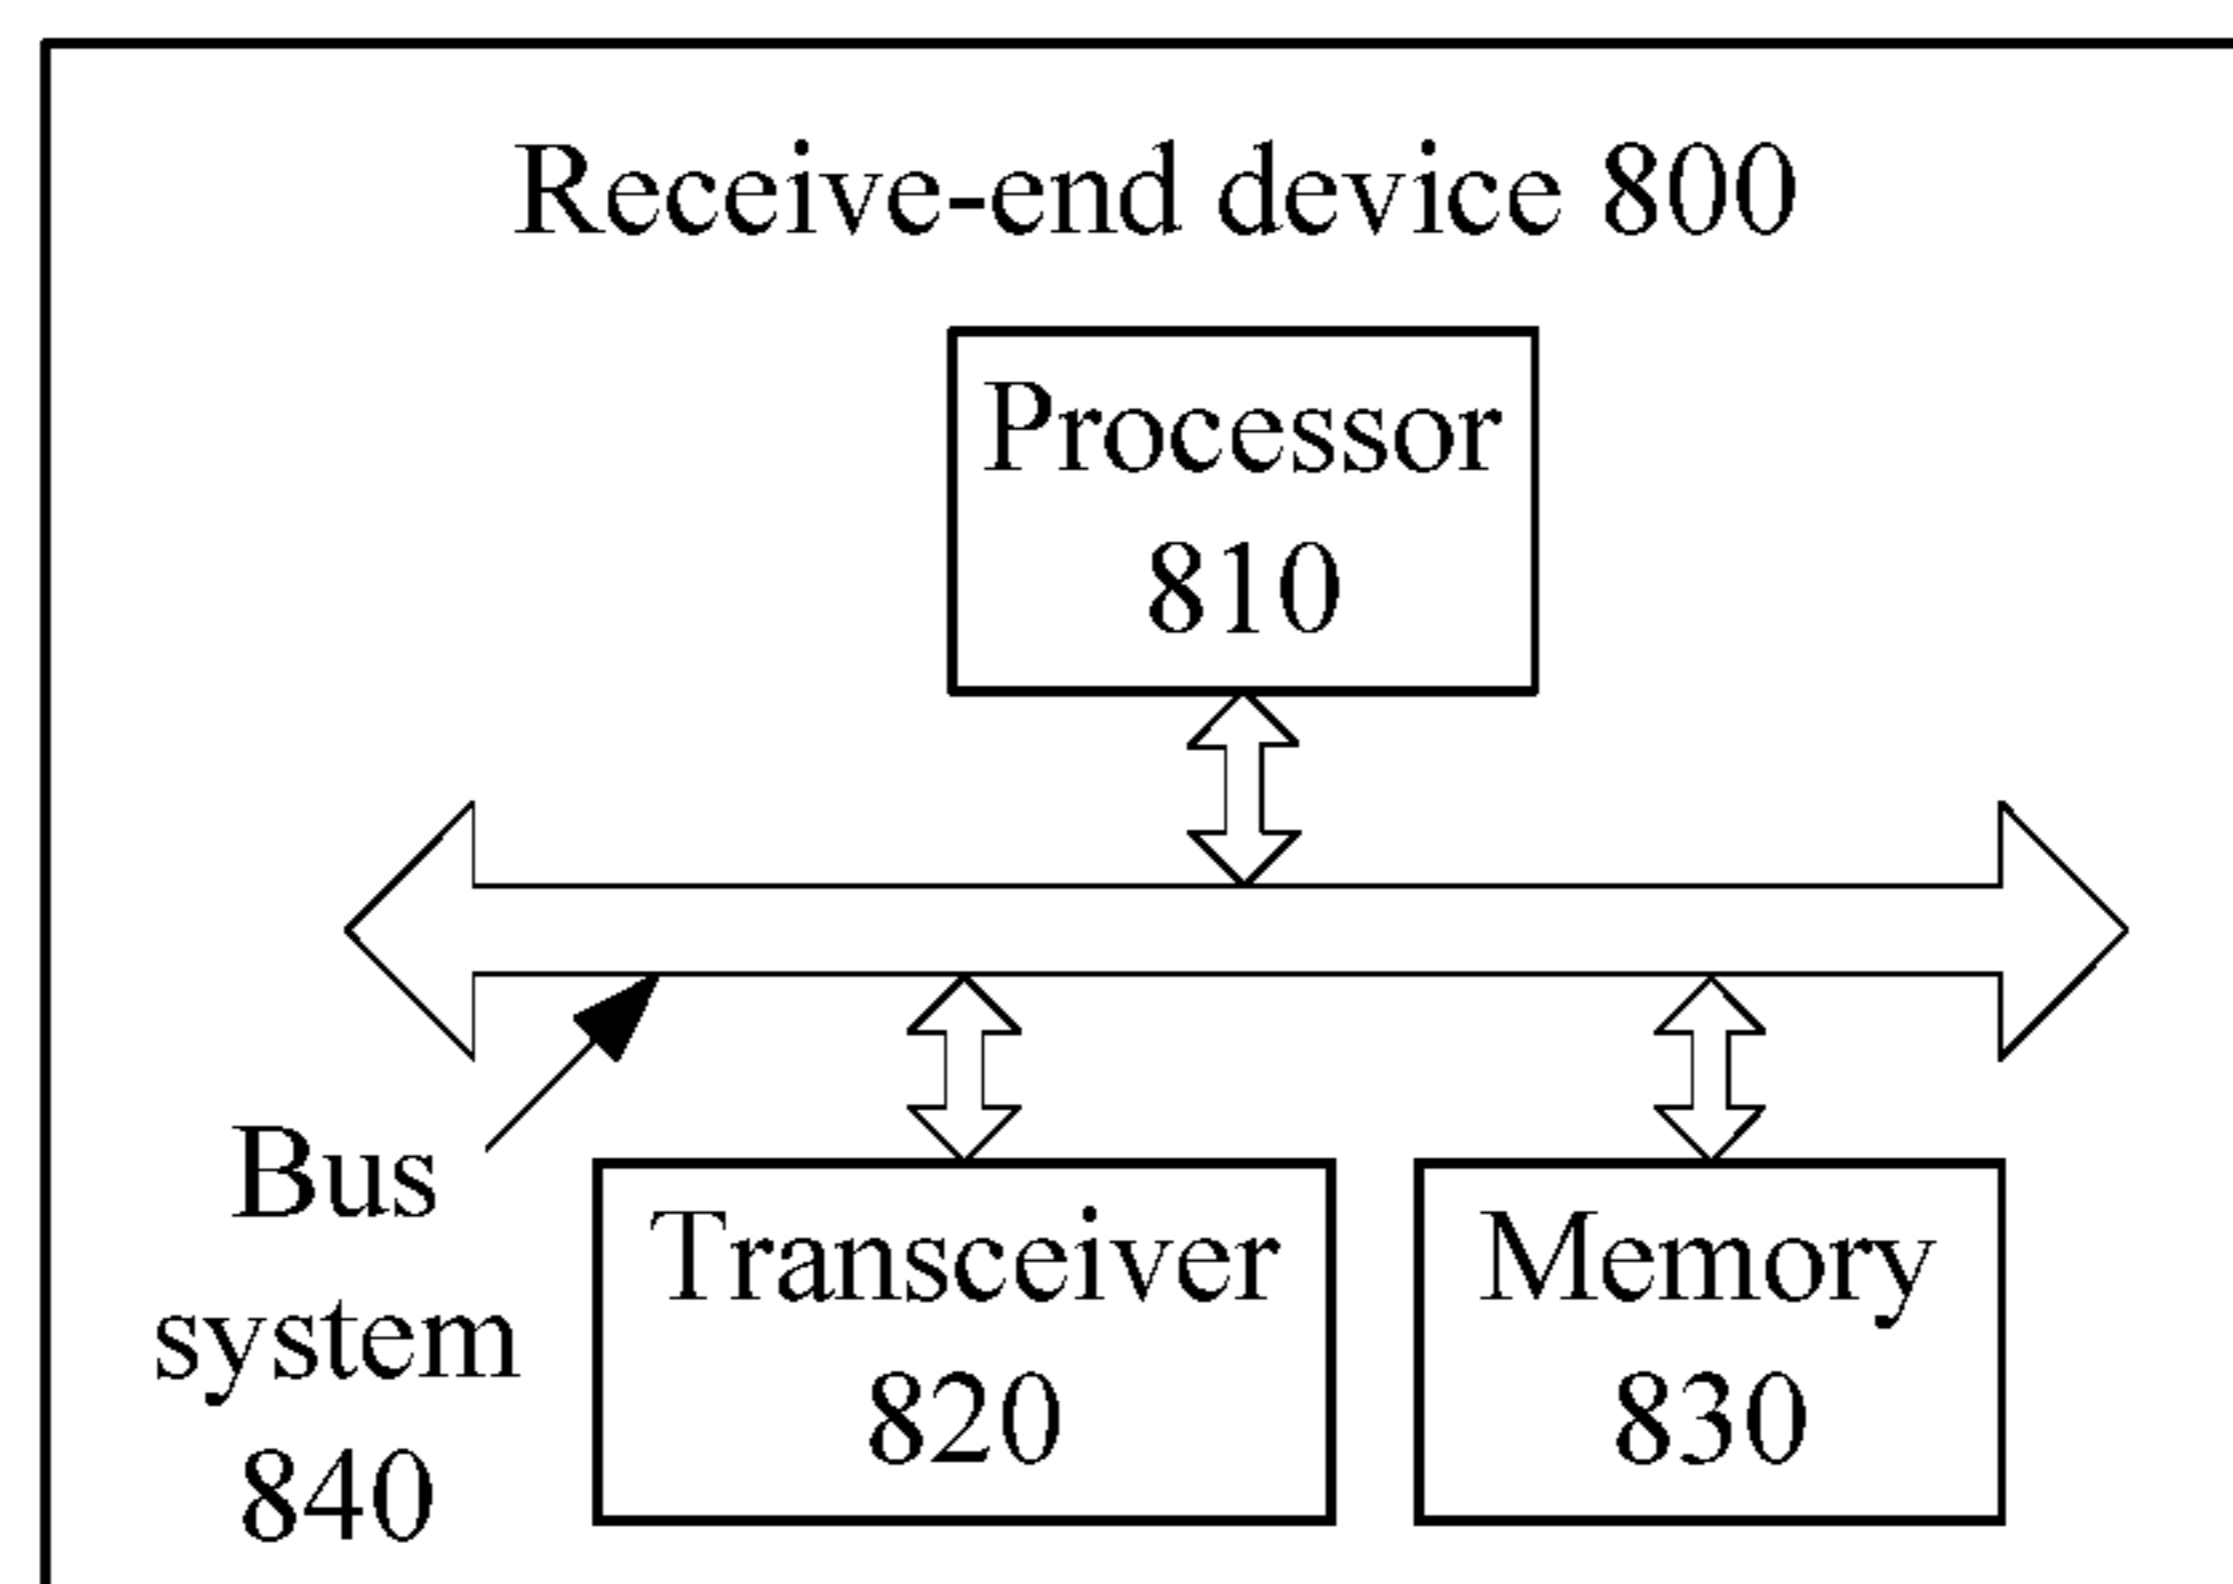 Receive-end device 800
Processor
810
Bus
system
840
Transceiver
820
Memory
830